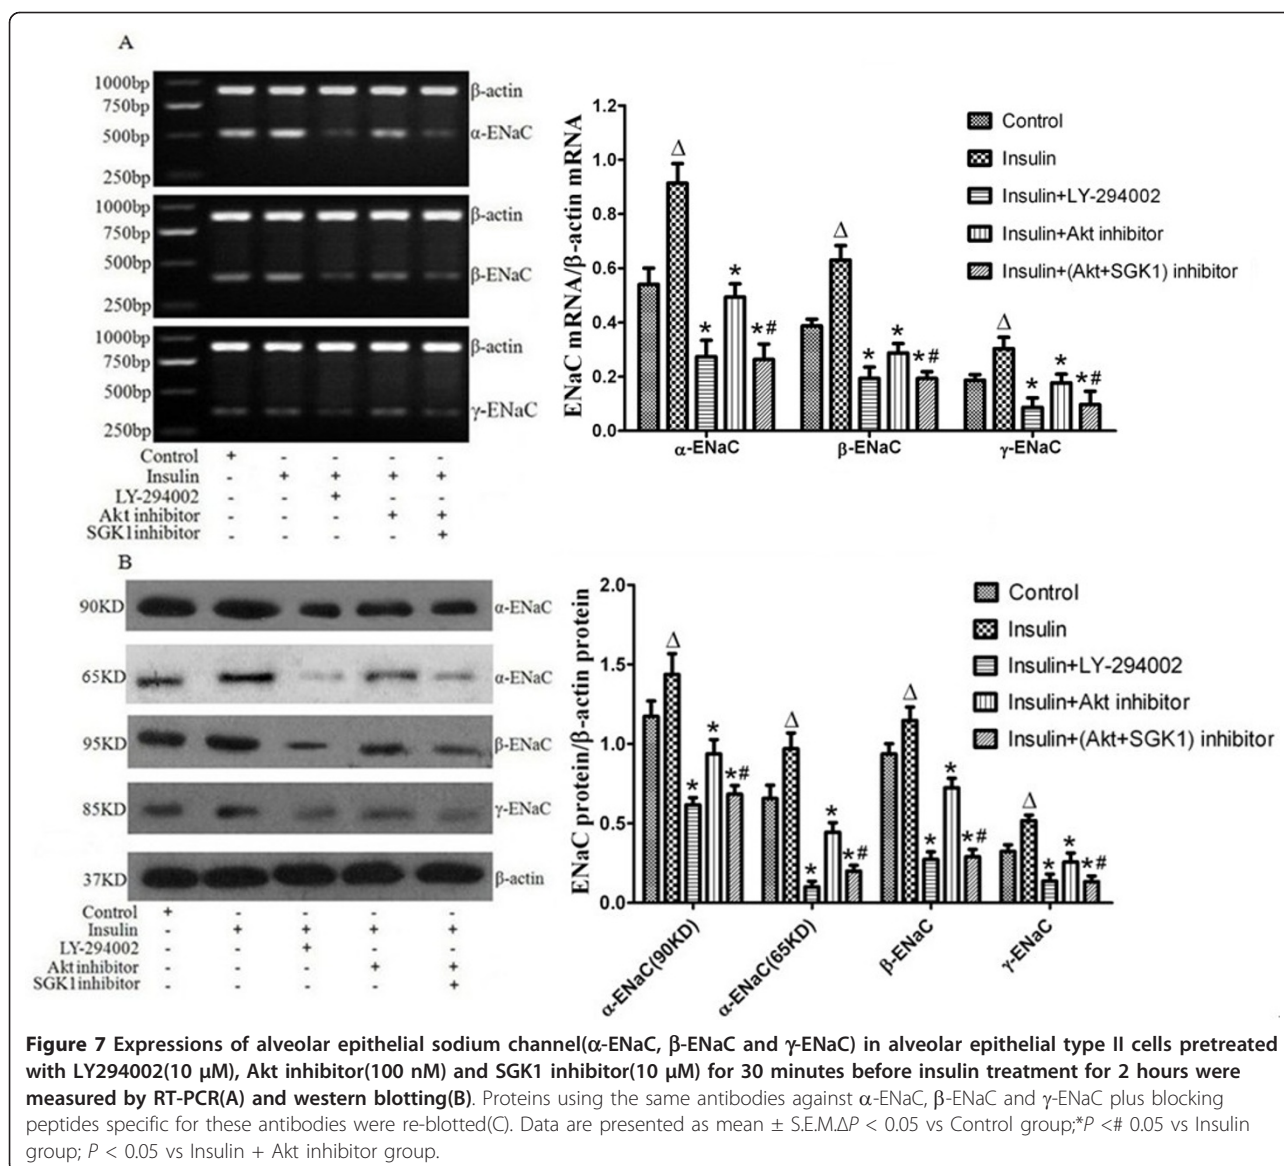 A
1000bp
750bp
500bp
250bp
β-actin
α-ENaC
1000bp
750bp
500bp
250bp
β-actin
β-ENaC
1000bp
750bp
500bp
250bp
β-actin
γ-ENaC
Control + - - - -
Insulin - + + + +
LY-294002 - - + - -
Akt inhibitor - - - + +
SGK1inhibitor - - - - +
ENaC mRNA/β-actin mRNA
1.2
1.0
0.8
0.6
0.4
0.2
0.0
Δ
*
*
*#
Δ
*
*
*#
Δ
*
*
*#
α-ENaC β-ENaC γ-ENaC
Control
Insulin
Insulin+LY-294002
Insulin+Akt inhibitor
Insulin+(Akt+SGK1) inhibitor
B
90KD α-ENaC
65KD α-ENaC
95KD β-ENaC
85KD γ-ENaC
37KD β-actin
Control + - - - -
Insulin - + + + +
LY-294002 - - + - -
Akt inhibitor - - - + +
SGK1inhibitor - - - - +
ENaC protein/β-actin protein
2.0
1.5
1.0
0.5
0.0
Δ
*
*
*#
Δ
*
*
*#
Δ
*
*
*#
Δ
*
*
*#
α-ENaC(90KD) α-ENaC(65KD) β-ENaC γ-ENaC
Control
Insulin
Insulin+LY-294002
Insulin+Akt inhibitor
Insulin+(Akt+SGK1) inhibitor
Figure 7 Expressions of alveolar epithelial sodium channel(α-ENaC, β-ENaC and γ-ENaC) in alveolar epithelial type II cells pretreated
with LY294002(10 μM), Akt inhibitor(100 nM) and SGK1 inhibitor(10 μM) for 30 minutes before insulin treatment for 2 hours were
measured by RT-PCR(A) and western blotting(B). Proteins using the same antibodies against α-ENaC, β-ENaC and γ-ENaC plus blocking
peptides specific for these antibodies were re-blotted(C). Data are presented as mean ± S.E.M.ΔP < 0.05 vs Control group;*P <# 0.05 vs Insulin
group; P < 0.05 vs Insulin + Akt inhibitor group.